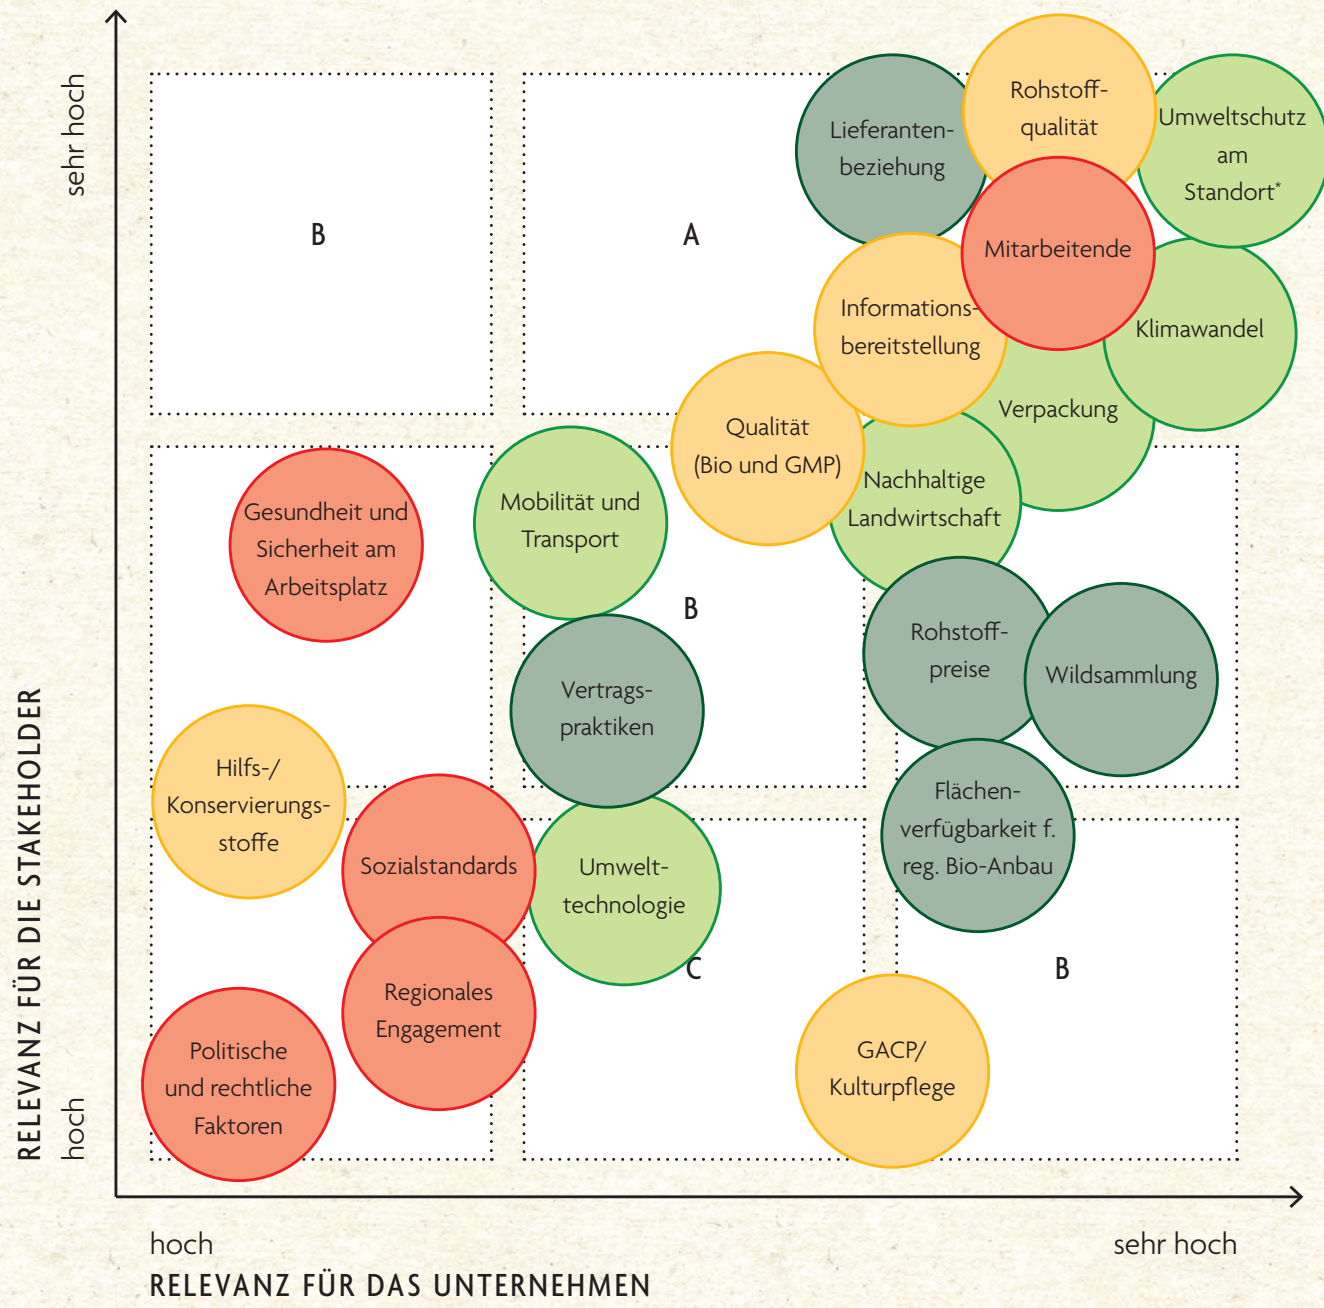 sehr hoch
RELEVANZ FÜR DIE STAKEHOLDER
hoch
B
A
Lieferanten-
beziehung
Rohstoff-
qualität
Umweltschutz
am
Standort*
Mitarbeitende
Informations-
bereitstellung
Klimawandel
Verpackung
Qualität
(Bio und GMP)
Nachhaltige
Landwirtschaft
Mobilität und
Transport
Gesundheit und
Sicherheit am
Arbeitsplatz
B
Rohstoff-
preise
Wildsammlung
Vertrags-
praktiken
Hilfs-/
Konservierungs-
stoffe
Flächen-
verfügbarkeit f.
reg. Bio-Anbau
Sozialstandards
Umwelt-
technologie
C
B
Regionales
Engagement
GACP/
Kulturpflege
Politische
und rechtliche
Faktoren
hoch
sehr hoch
RELEVANZ FÜR DAS UNTERNEHMEN